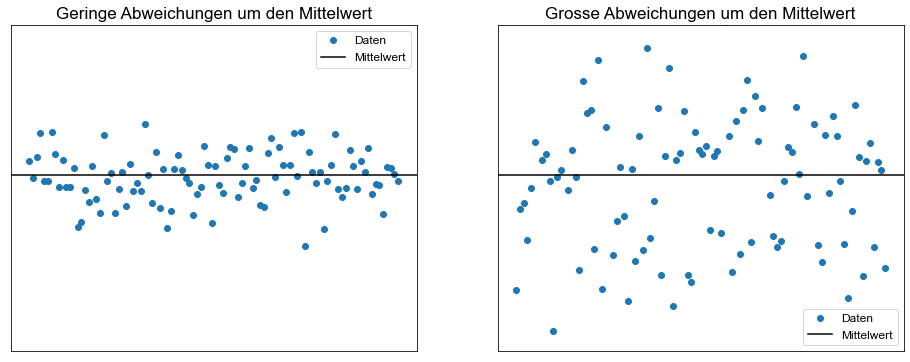 Geringe Abweichungen um den Mittelwert
Daten
Mittelwert
Grosse Abweichungen um den Mittelwert
Daten
Mittelwert